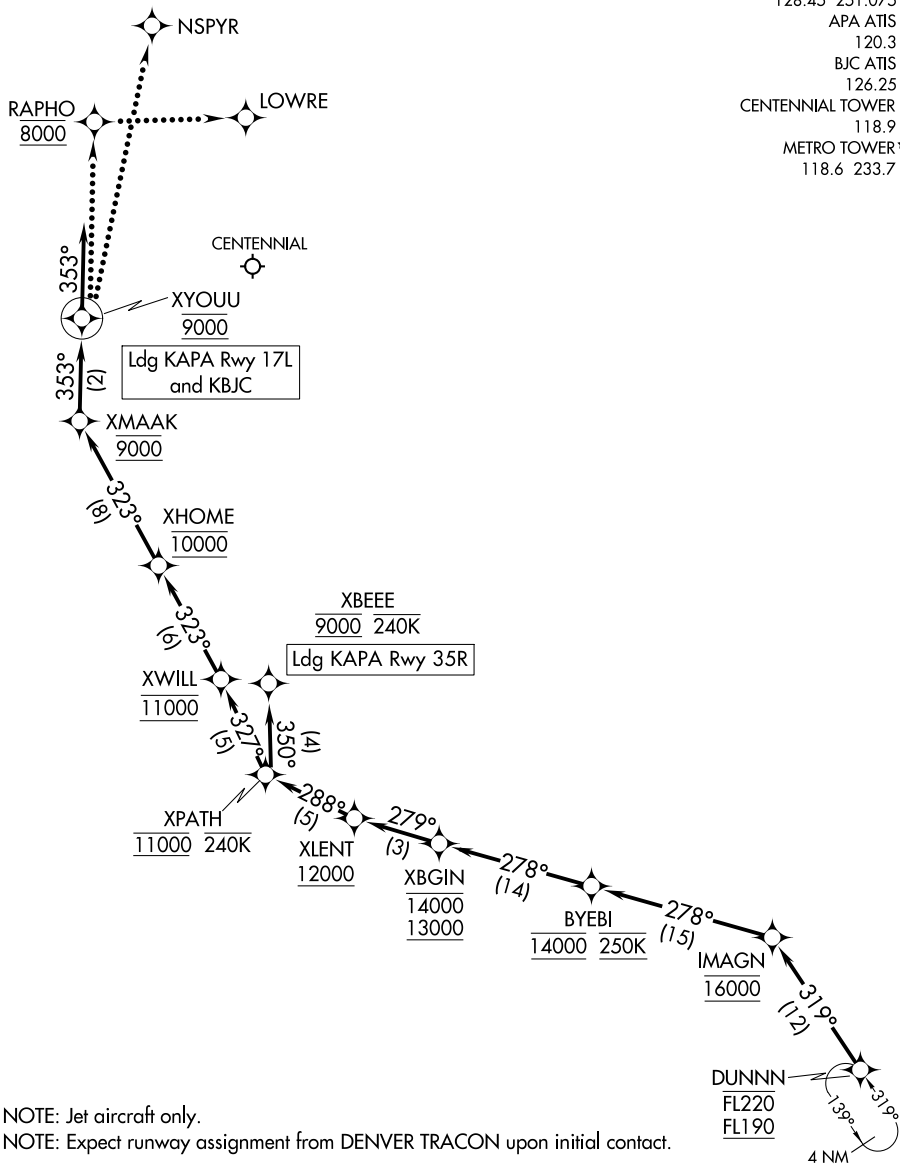 128.45 251.075
APA ATIS
120.3
BJC ATIS
126.25
CENTENNIAL TOWER
118.9
METRO TOWER*
118.6 233.7
NSPYR
RAPHO
8000
LOWRE
353°
CENTENNIAL
XYOUU
9000
Ldg KAPA Rwy 17L
and KBJC
353°
(2)
XMAAK
9000
323°
(8)
XHOME
10000
323°
(6)
XBEEE
9000 240K
Ldg KAPA Rwy 35R
XWILL
11000
327°
(5)
350°
(4)
XPATH
11000 240K
288°
(5)
XLENT
12000
279°
(3)
XBGIN
14000
13000
278°
(14)
BYEBI
14000 250K
278°
(15)
IMAGN
16000
319°
(12)
DUNNN
FL220
FL190
139°
319°
4 NM
NOTE: Jet aircraft only.
NOTE: Expect runway assignment from DENVER TRACON upon initial contact.